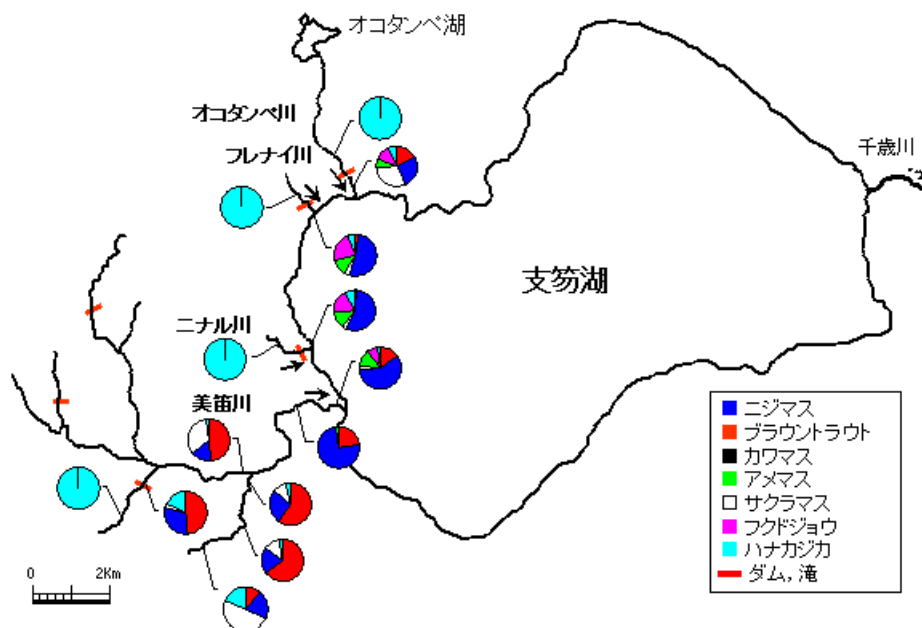 オコタンペ湖
オコタンペ川
フレナイ川
千歳川
支笏湖
ニナル川
美笛川
ニジマス
ブラウントラウト
カワマス
アメマス
サクラマス
フクドジョウ
ハナカジカ
ダム,滝
0 2Km